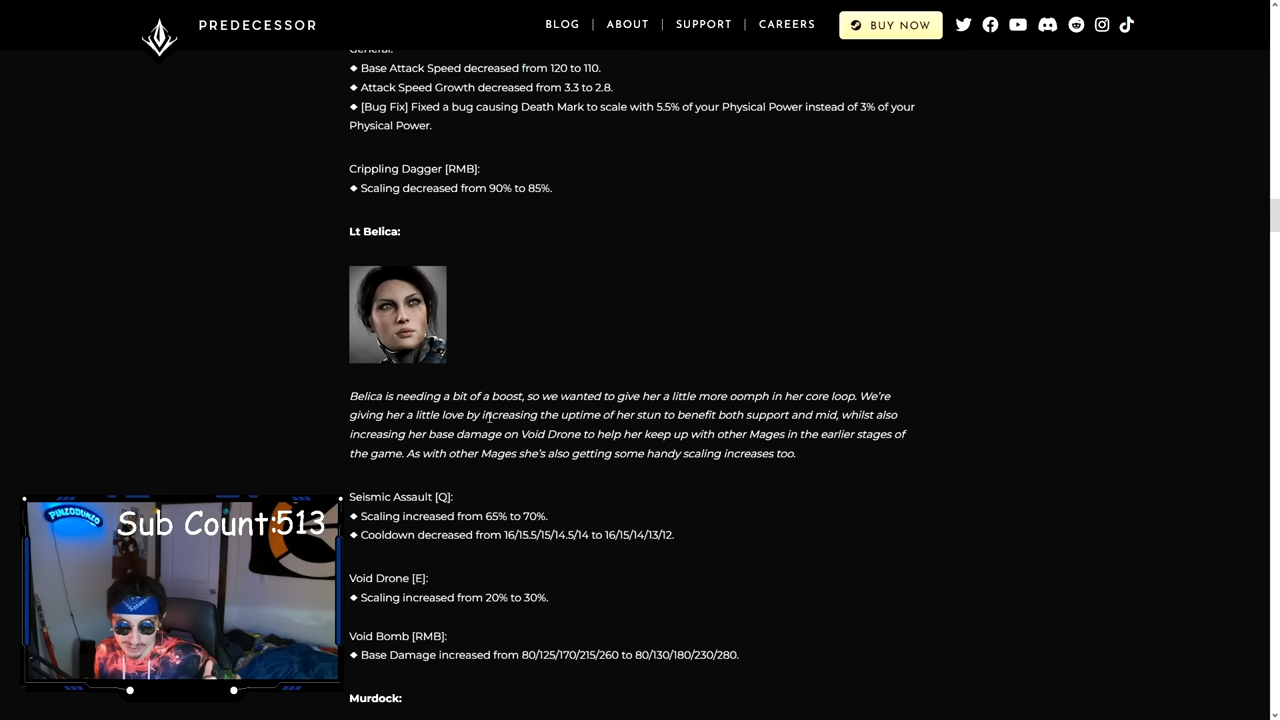 PREDECESSOR
BLOG | ABOUT | SUPPORT | CAREERS
BUY NOW
General:
◆ Base Attack Speed decreased from 120 to 110.
◆ Attack Speed Growth decreased from 3.3 to 2.8.
◆ [Bug Fix] Fixed a bug causing Death Mark to scale with 5.5% of your Physical Power instead of 3% of your
Physical Power.
Crippling Dagger [RMB]:
◆ Scaling decreased from 90% to 85%.
Lt Belica:
Belica is needing a bit of a boost, so we wanted to give her a little more oomph in her core loop. We're
giving her a little love by increasing the uptime of her stun to benefit both support and mid, whilst also
increasing her base damage on Void Drone to help her keep up with other Mages in the earlier stages of
the game. As with other Mages she's also getting some handy scaling increases too.
Seismic Assault [Q]:
◆ Scaling increased from 65% to 70%.
◆ Cooldown decreased from 16/15.5/15/14.5/14 to 16/15/14/13/12.
Void Drone [E]:
◆ Scaling increased from 20% to 30%.
Void Bomb [RMB]:
◆ Base Damage increased from 80/125/170/215/260 to 80/130/180/230/280.
Murdock:
PINZODUNZO
Sub Count:513